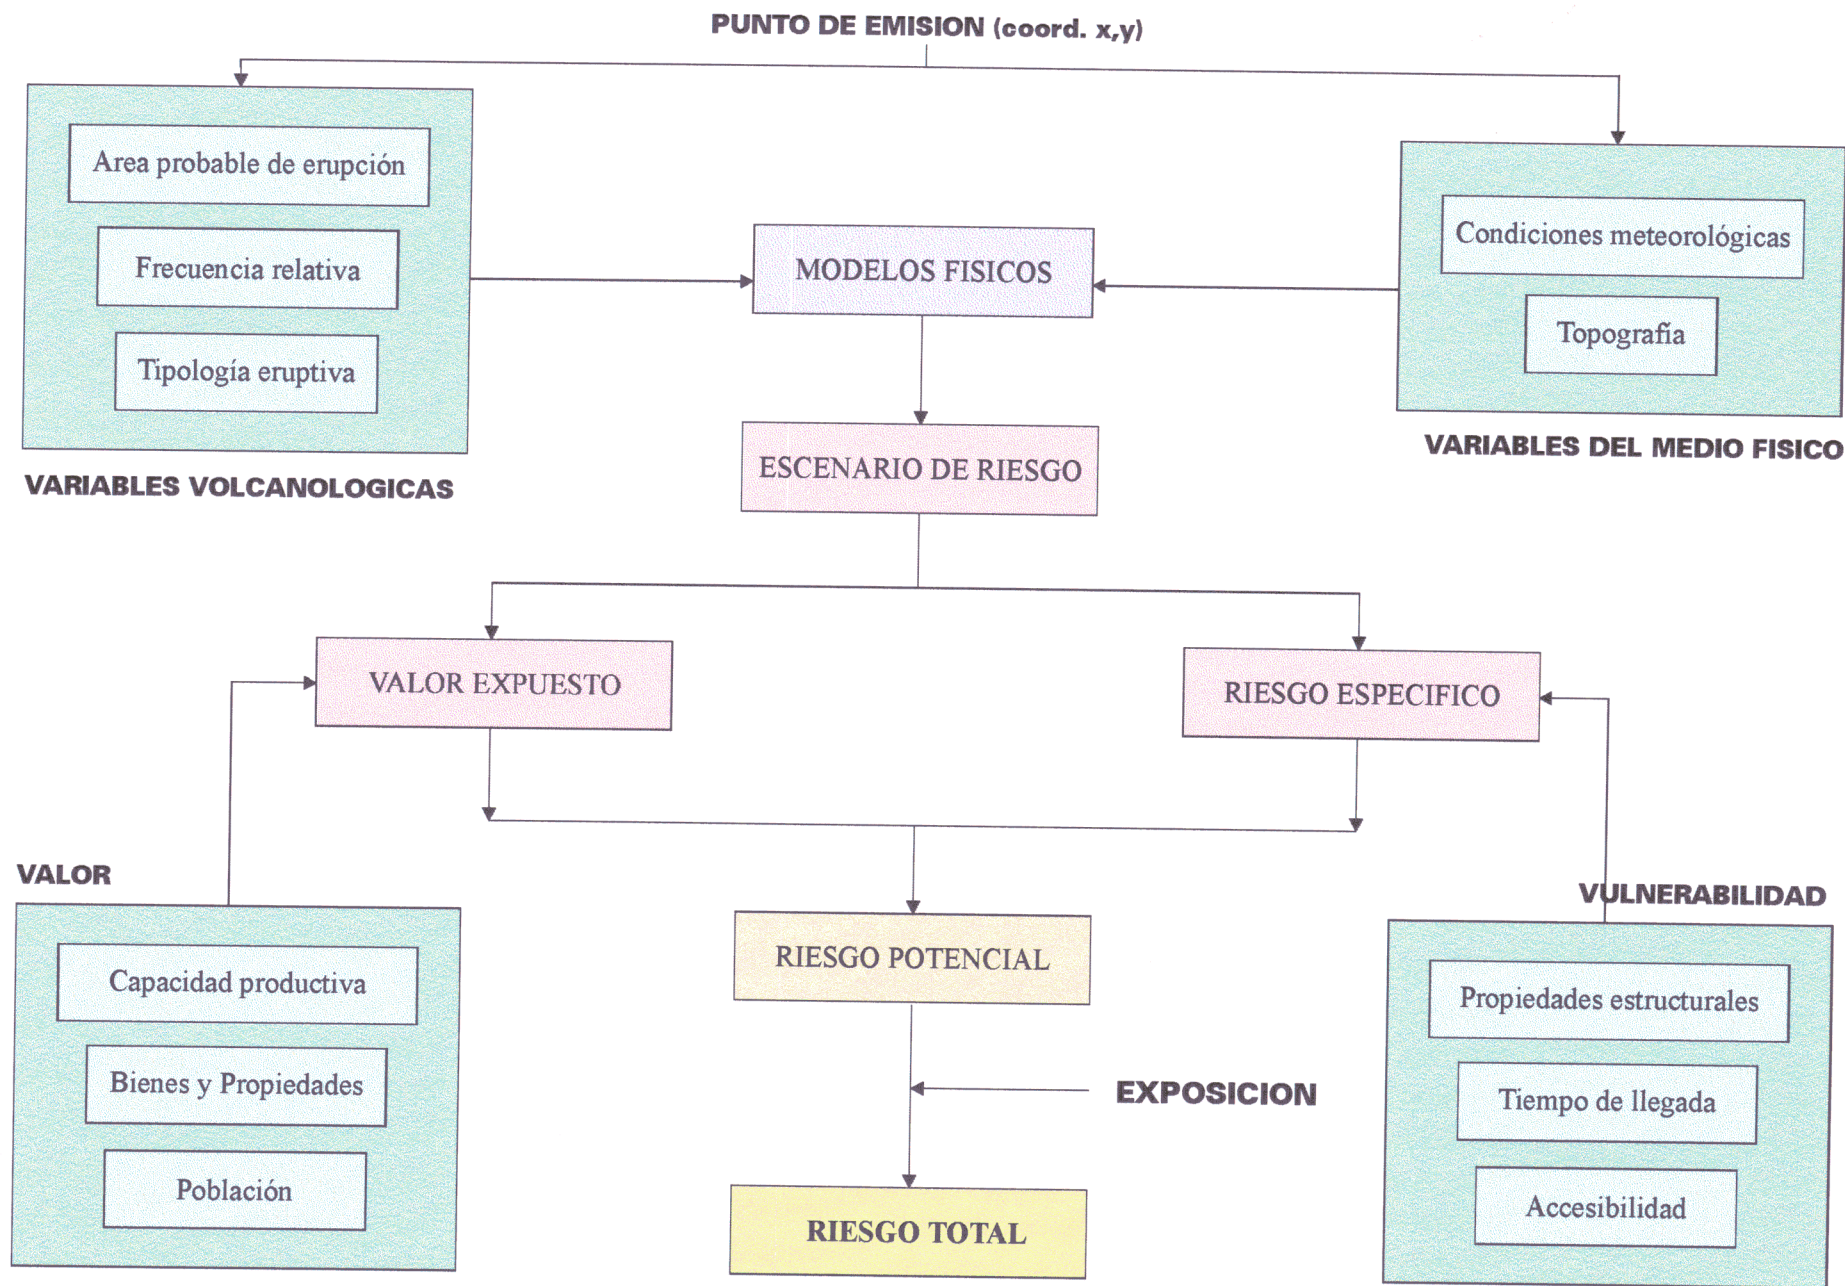 PUNTO DE EMISION (coord. x,y)
Area probable de erupción
Frecuencia relativa
Tipología eruptiva
VARIABLES VOLCANOLOGICAS
MODELOS FISICOS
Condiciones meteorológicas
Topografía
VARIABLES DEL MEDIO FISICO
ESCENARIO DE RIESGO
VALOR EXPUESTO
RIESGO ESPECIFICO
VALOR
Capacidad productiva
Bienes y Propiedades
Población
RIESGO POTENCIAL
EXPOSICION
RIESGO TOTAL
VULNERABILIDAD
Propiedades estructurales
Tiempo de llegada
Accesibilidad